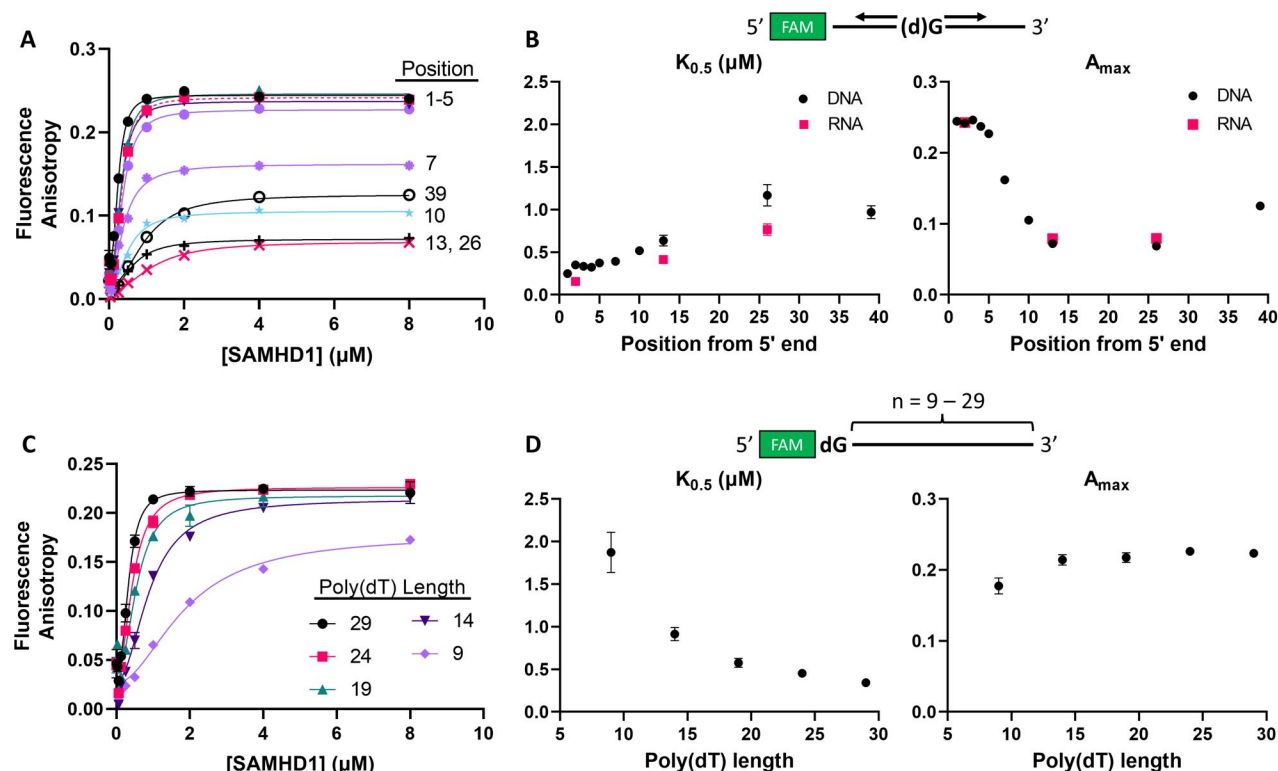 A
Fluorescence
Anisotropy
0.3
0.2
0.1
0.0
0
2
4
6
8
10
[SAMHD1] (µM)
Position
1-5
7
39
10
13, 26
B
5’ FAM (d)G 3’
K0.5 (µM)
2.5
2.0
1.5
1.0
0.5
0.0
0 5 10 15 20 25 30 35 40
Position from 5' end
DNA
RNA
Amax
0.3
0.2
0.1
0.0
0 5 10 15 20 25 30 35 40
Position from 5' end
DNA
RNA
C
Fluorescence
Anisotropy
0.25
0.20
0.15
0.10
0.05
0.00
0 2 4 6 8 10
[SAMHD1] (µM)
Poly(dT) Length
29 14
24 9
19
D
n = 9 – 29
5’ FAM dG 3’
K0.5 (µM)
2.5
2.0
1.5
1.0
0.5
0.0
5 10 15 20 25 30
Poly(dT) length
Amax
0.3
0.2
0.1
0.0
5 10 15 20 25 30
Poly(dT) length